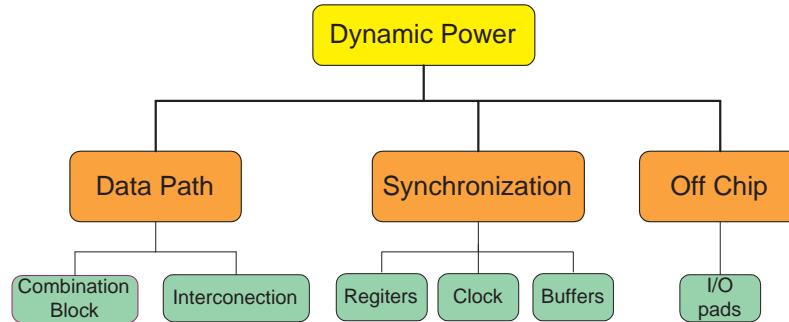 Dynamic Power
Data Path
Synchronization
Off Chip
Combination
Block
Interconection
Regiters
Clock
Buffers
I/O
pads